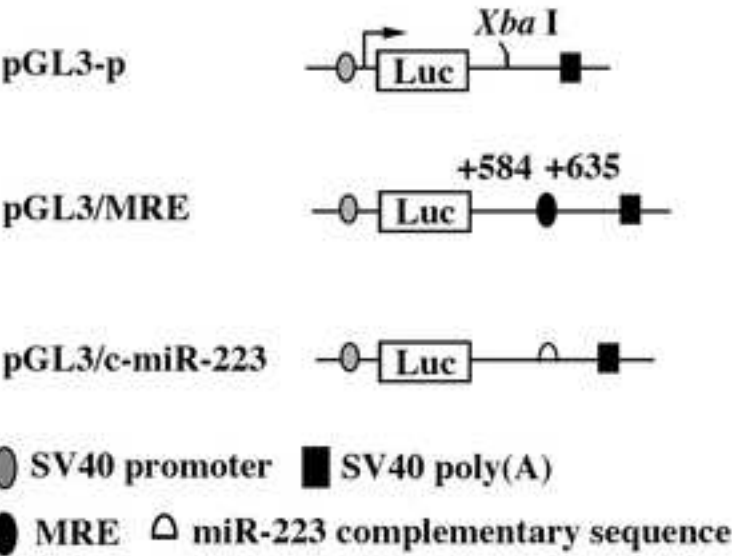 Xba I
pGL3-p
Luc
+584 +635
pGL3/MRE
Luc
pGL3/c-miR-223
Luc
SV40 promoter SV40 poly(A)
MRE miR-223 complementary sequence